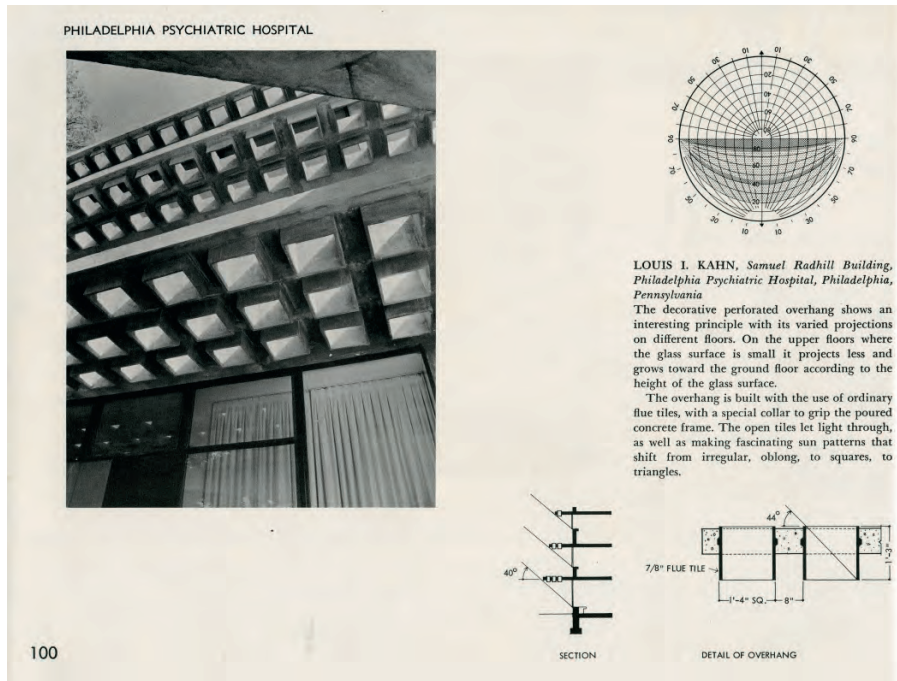 PHILADELPHIA PSYCHIATRIC HOSPITAL
LOUIS I. KAHN, Samuel Radhill Building,
Philadelphia Psychiatric Hospital, Philadelphia,
Pennsylvania
The decorative perforated overhang shows an
interesting principle with its varied projections
on different floors. On the upper floors where
the glass surface is small it projects less and
grows toward the ground floor according to the
height of the glass surface.
The overhang is built with the use of ordinary
flue tiles, with a special collar to grip the poured
concrete frame. The open tiles let light through,
as well as making fascinating sun patterns that
shift from irregular, oblong, to squares, to
triangles.
40°
SECTION
44°
7/8" FLUE TILE
1'-3"
1'-4" SQ.
8"
DETAIL OF OVERHANG
100